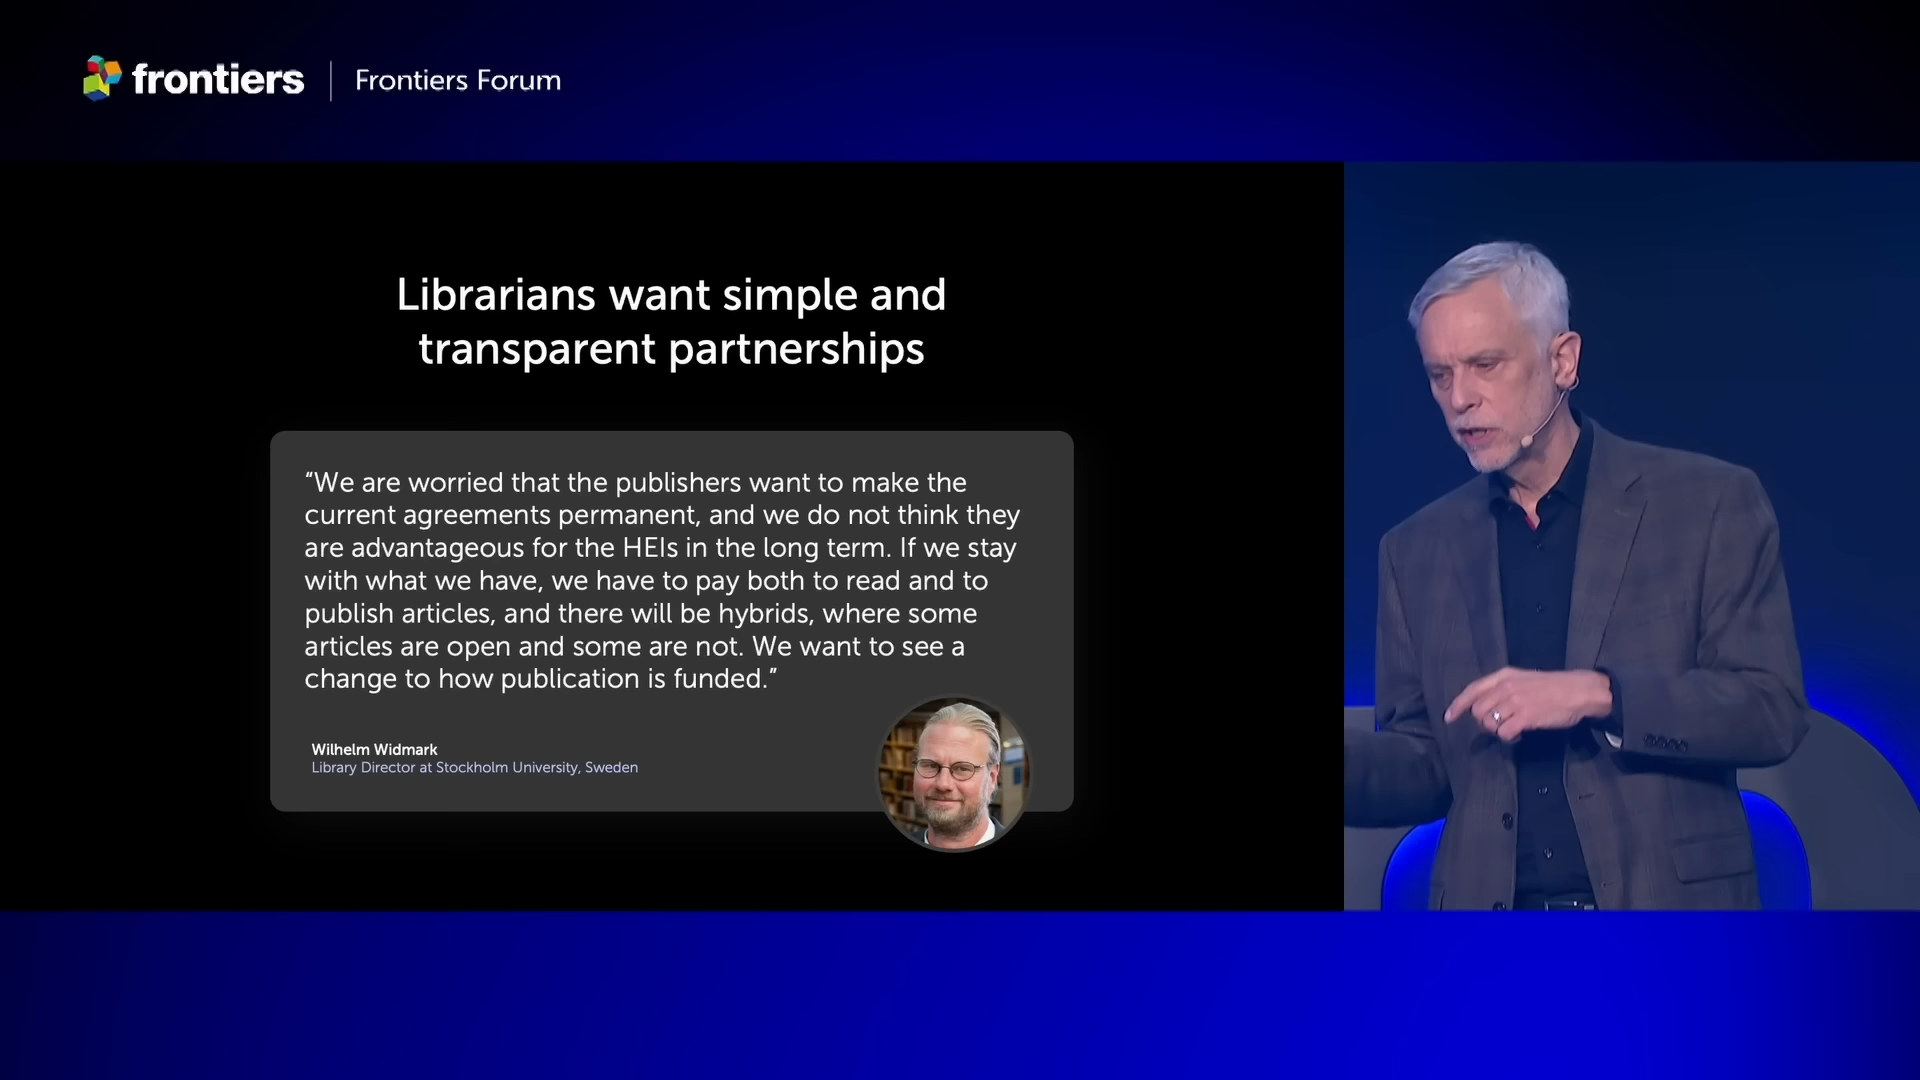 frontiers
Frontiers Forum
Librarians want simple and
transparent partnerships
“We are worried that the publishers want to make the
current agreements permanent, and we do not think they
are advantageous for the HEIs in the long term. If we stay
with what we have, we have to pay both to read and to
publish articles, and there will be hybrids, where some
articles are open and some are not. We want to see a
change to how publication is funded.”
Wilhelm Widmark
Library Director at Stockholm University, Sweden